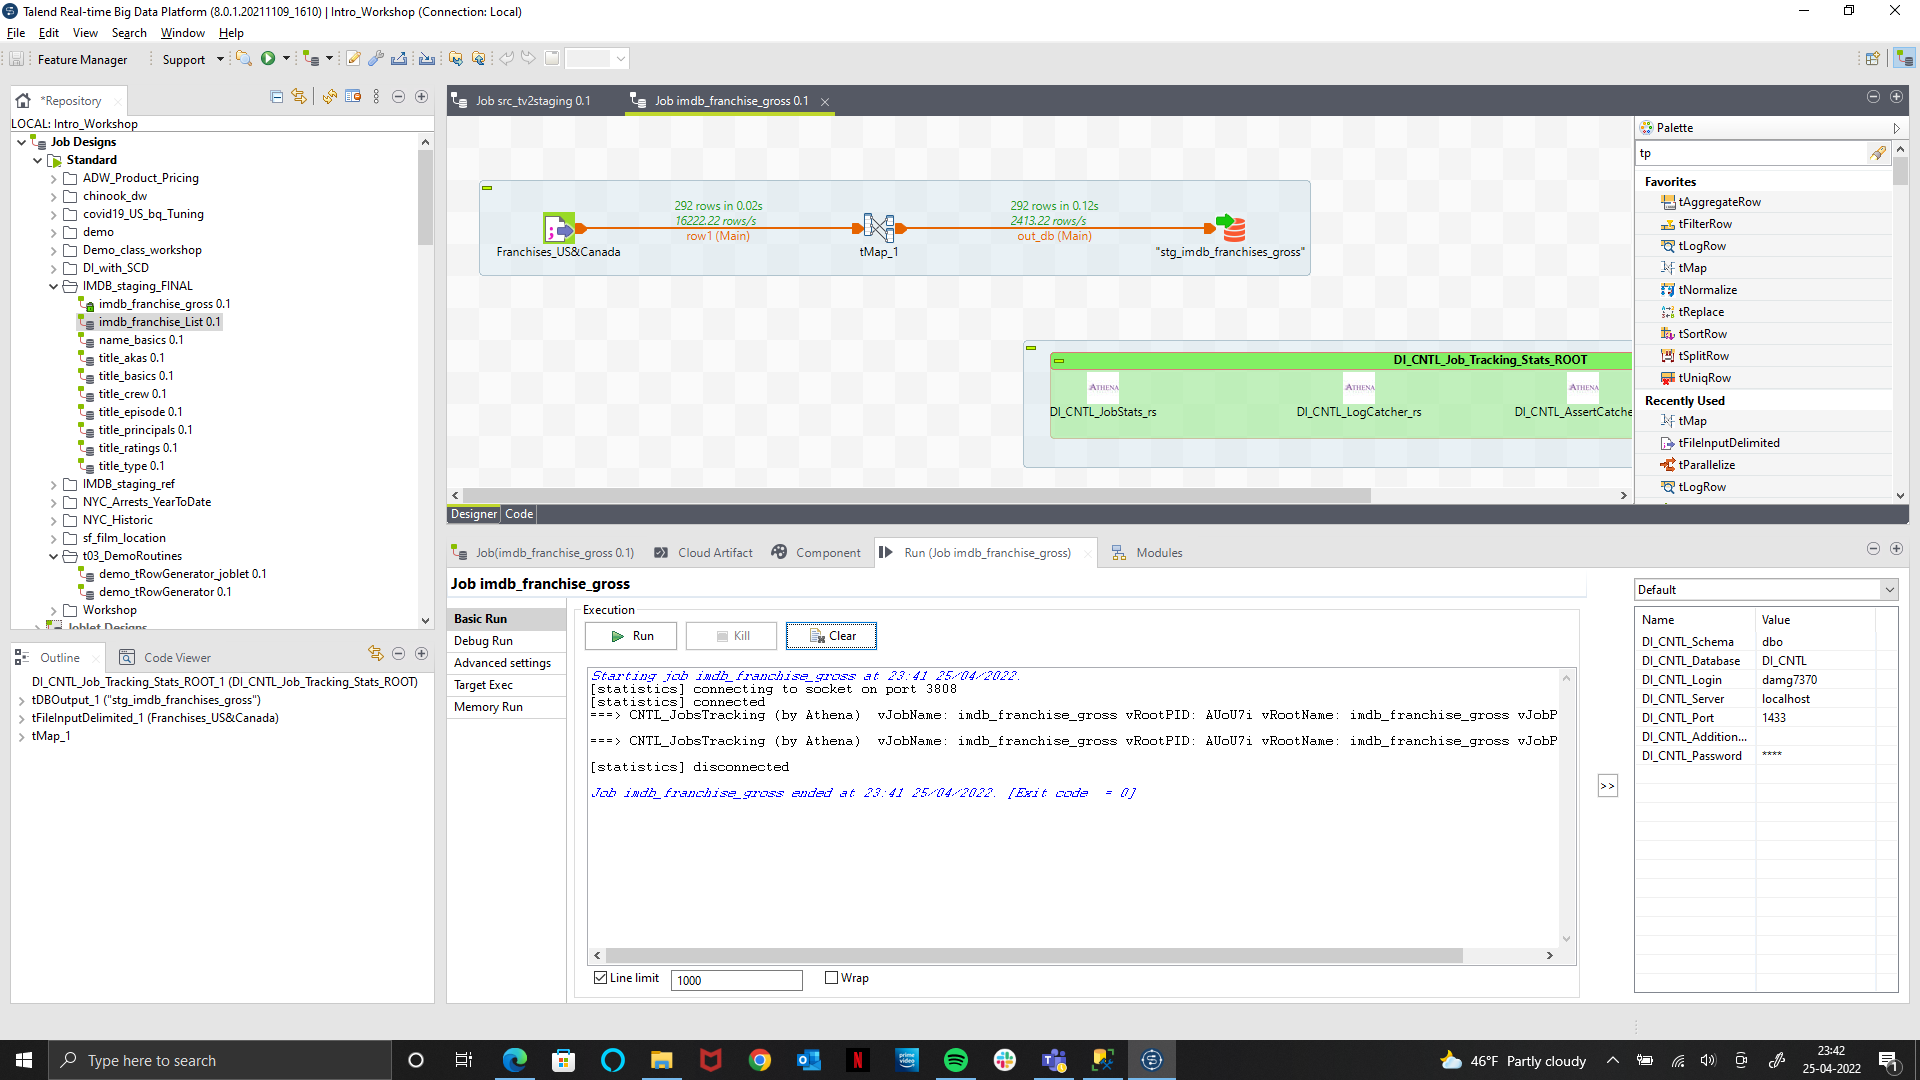 Talend Real-time Big Data Platform (8.0.1.20211109_1610) | Intro_Workshop (Connection: Local)
File Edit View Search Window Help
Feature Manager Support
*Repository
LOCAL: Intro_Workshop
Job Designs
Standard
ADW_Product_Pricing
chinook_dw
covid19_US_bq_Tuning
demo
Demo_class_workshop
DI_with_SCD
IMDB_staging_FINAL
imdb_franchise_gross 0.1
imdb_franchise_List 0.1
name_basics 0.1
title_akas 0.1
title_basics 0.1
title_crew 0.1
title_episode 0.1
title_principals 0.1
title_ratings 0.1
title_type 0.1
IMDB_staging_ref
NYC_Arrests_YearToDate
NYC_Historic
sf_film_location
t03_DemoRoutines
demo_tRowGenerator_joblet 0.1
demo_tRowGenerator 0.1
Workshop
Joblet Designs
Outline Code Viewer
DI_CNTL_Job_Tracking_Stats_ROOT_1 (DI_CNTL_Job_Tracking_Stats_ROOT)
tDBOutput_1 ("stg_imdb_franchises_gross")
tFileInputDelimited_1 (Franchises_US&Canada)
tMap_1
Job src_tv2staging 0.1 Job imdb_franchise_gross 0.1
292 rows in 0.02s
16222.22 rows/s
row1 (Main)
292 rows in 0.12s
2413.22 rows/s
out_db (Main)
Franchises_US&Canada tMap_1 "stg_imdb_franchises_gross"
DI_CNTL_Job_Tracking_Stats_ROOT
ATHENA ATHENA ATHENA
DI_CNTL_JobStats_rs DI_CNTL_LogCatcher_rs DI_CNTL_AssertCatche
Designer Code
Palette
tp
Favorites
tAggregateRow
tFilterRow
tLogRow
tMap
tNormalize
tReplace
tSortRow
tSplitRow
tUniqRow
Recently Used
tMap
tFileInputDelimited
tParallelize
tLogRow
Job(imdb_franchise_gross 0.1) Cloud Artifact Component Run (Job imdb_franchise_gross) Modules
Job imdb_franchise_gross
Basic Run
Debug Run
Advanced settings
Target Exec
Memory Run
Execution
Run Kill Clear
Starting job imdb_franchise_gross at 23:41 25/04/2022.
[statistics] connecting to socket on port 3808
[statistics] connected
===> CNTL_JobsTracking (by Athena) vJobName: imdb_franchise_gross vRootPID: AUoU7i vRootName: imdb_franchise_gross vJobP
===> CNTL_JobsTracking (by Athena) vJobName: imdb_franchise_gross vRootPID: AUoU7i vRootName: imdb_franchise_gross vJobP
[statistics] disconnected
Job imdb_franchise_gross ended at 23:41 25/04/2022. [Exit code = 0]
Line limit 1000 Wrap
>>
Default
Name Value
DI_CNTL_Schema dbo
DI_CNTL_Database DI_CNTL
DI_CNTL_Login damg7370
DI_CNTL_Server localhost
DI_CNTL_Port 1433
DI_CNTL_Addition...
DI_CNTL_Password ****
Type here to search
prime video
46°F Partly cloudy
23:42
25-04-2022
1